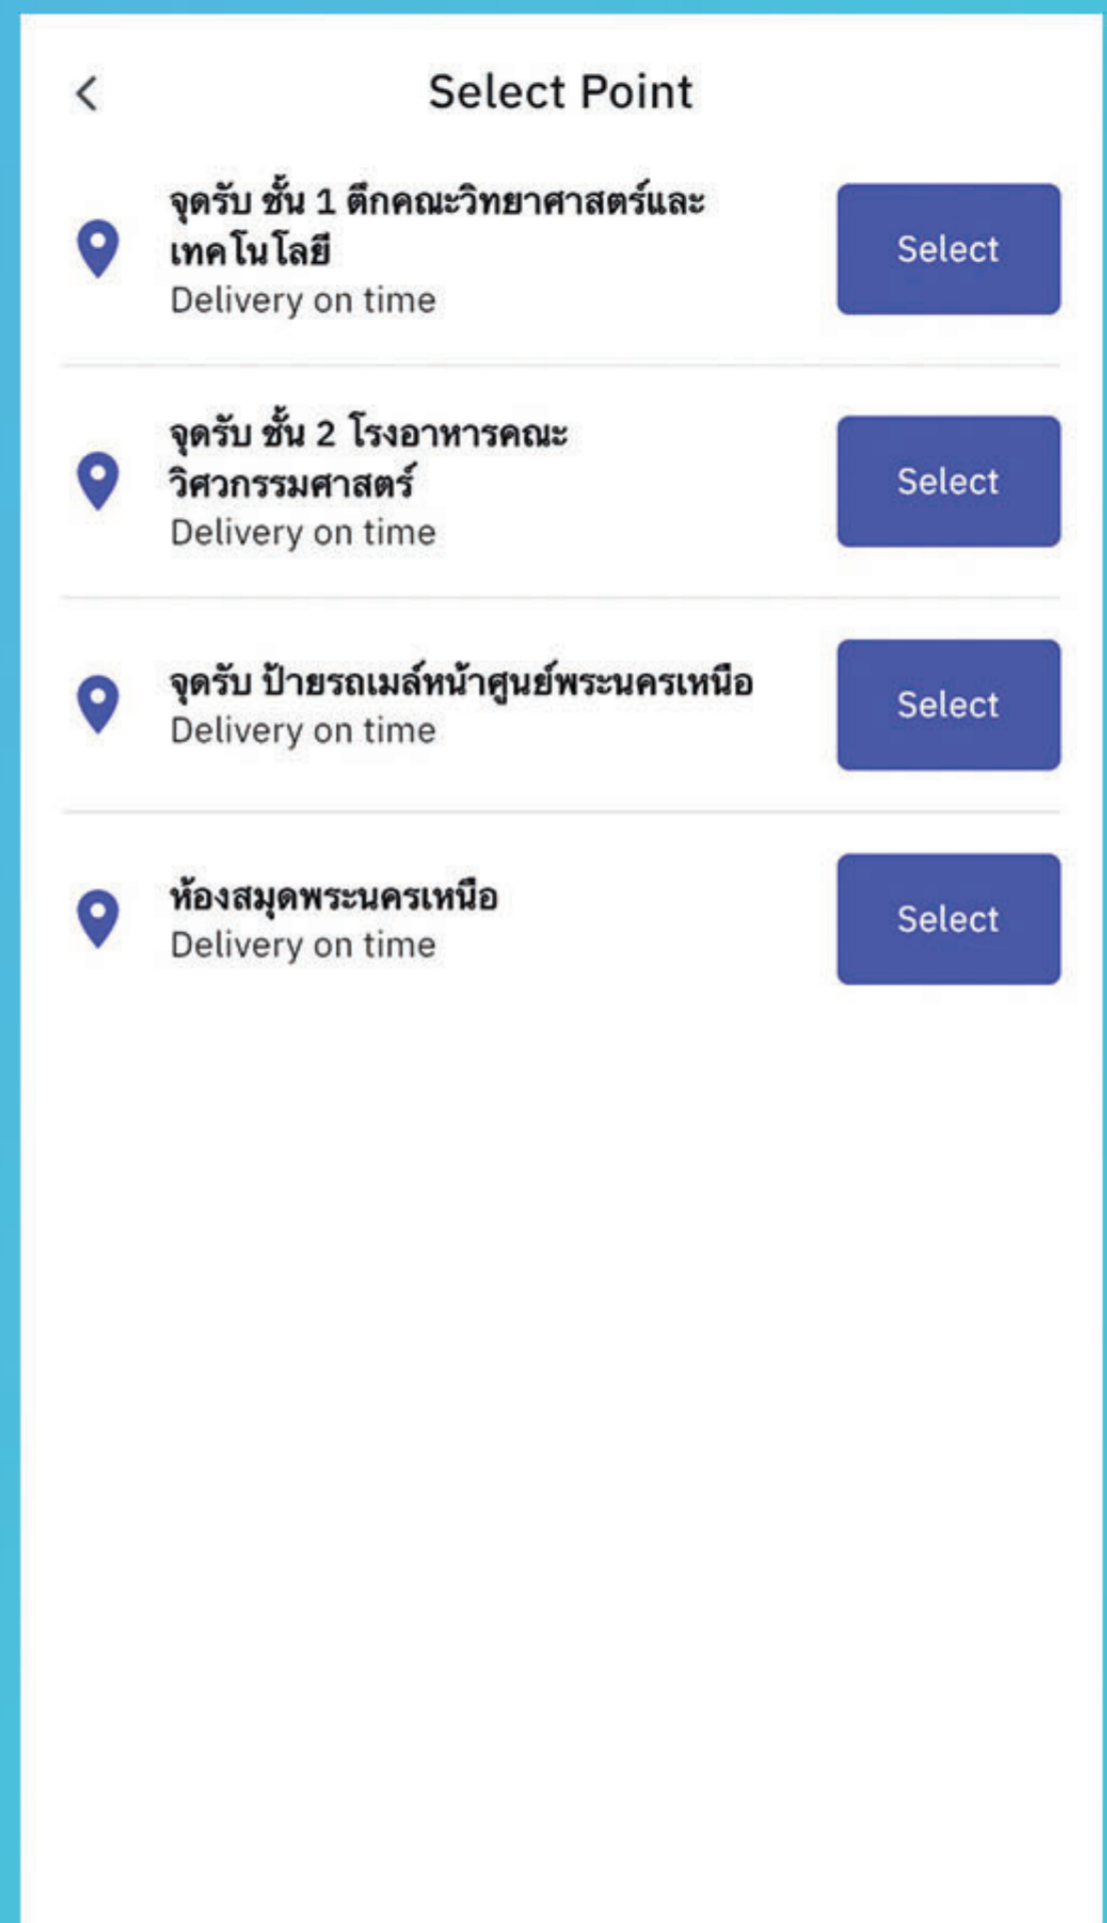 Select Point
จุดรับ ชั้น 1 ตึกคณะวิทยาศาสตร์และ
เทคโนโลยี
Delivery on time
Select
จุดรับ ชั้น 2 โรงอาหารคณะ
วิศวกรรมศาสตร์
Delivery on time
Select
จุดรับ ป้ายรถเมล์หน้าศูนย์พระนครเหนือ
Delivery on time
Select
ห้องสมุดพระนครเหนือ
Delivery on time
Select